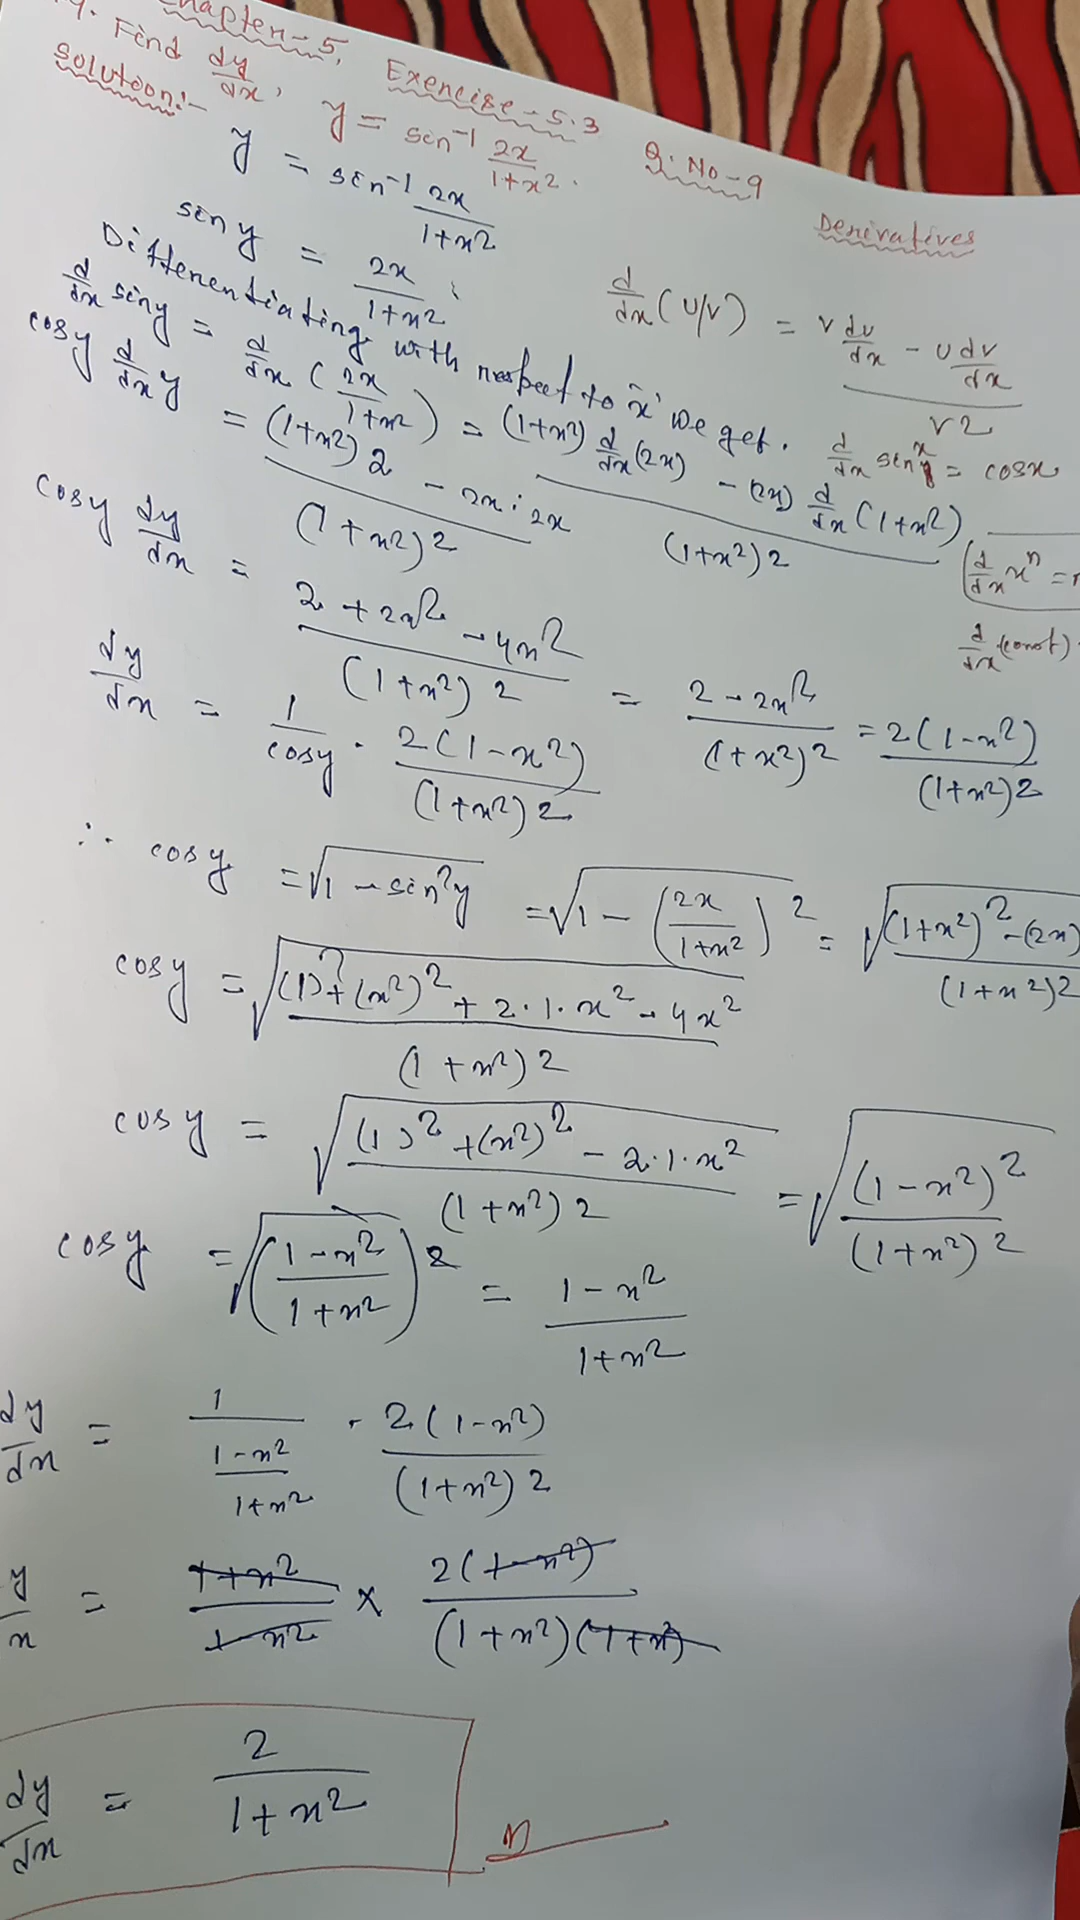 Chapter-5, Exercise-5.3 Q.No-9
Find dy/dx, y = sin⁻¹ 2x/1+x². Derivatives
Solution:-
y = sin⁻¹ 2x/1+x²
sin y = 2x/1+x²
Differentiating with respect to 'x' we get.
d/dx (u/v) = v du/dx - u dv/dx / v²
d/dx sin x = cos x
d/dx sin y = d/dx (2x/1+x²) = (1+x²) d/dx (2x) - (2x) d/dx (1+x²) / (1+x²)²
cos y d/dx y = (1+x²) 2 - 2x · 2x / (1+x²)²
(d/dx xⁿ =
d/dx (const)
cos y dy/dx = 2 + 2x² - 4x² / (1+x²)² = 2 - 2x² / (1+x²)² = 2(1-x²) / (1+x²)²
dy/dx = 1/cos y · 2(1-x²) / (1+x²)²
∴ cos y = √1 - sin²y = √1 - (2x/1+x²)² = √(1+x²)² - (2x) / (1+x²)²
cos y = √(1)² + (x²)² + 2·1·x² - 4x² / (1+x²)²
cos y = √(1)² + (x²)² - 2·1·x² / (1+x²)² = √(1-x²)² / (1+x²)²
cos y = √(1-x²/1+x²)² = 1-x²/1+x²
dy/dx = 1 / 1-x²/1+x² · 2(1-x²) / (1+x²)²
y/x = 1+x²/1-x² × 2(1-x²) / (1+x²)(1+x²)
dy/dx = 2/1+x²